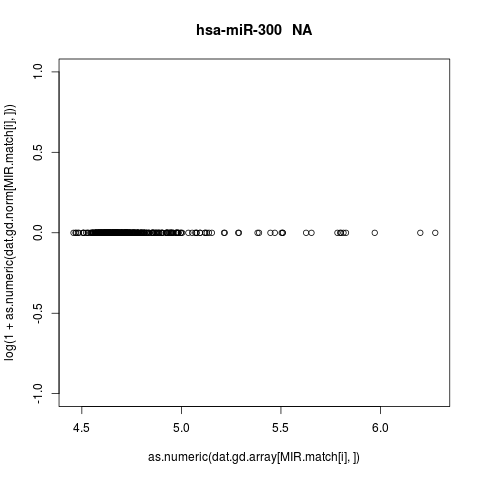 hsa-miR-300 NA
log(1 + as.numeric(dat.gd.norm[MIR.match[i], ]))
1.0
0.5
0.0
-0.5
-1.0
4.5 5.0 5.5 6.0
as.numeric(dat.gd.array[MIR.match[i], ])